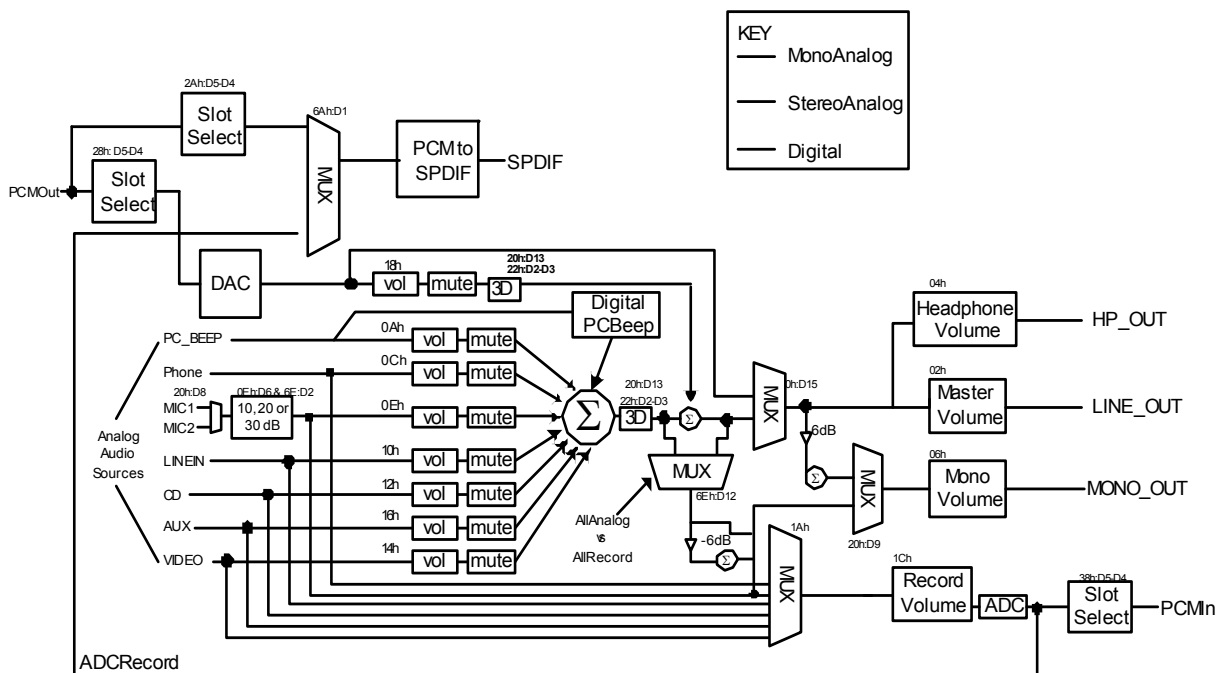 KEY
MonoAnalog
StereoAnalog
Digital
2Ah:D5-D4
Slot
Select
6Ah:D1
MUX
PCM to
SPDIF
SPDIF
28h: D5-D4
Slot
Select
PCMOut
DAC
18h
vol
mute
20h:D13
22h:D2-D3
3D
Digital
PCBeep
04h
Headphone
Volume
HP_OUT
PC_BEEP
0Ah
vol
mute
Phone
0Ch
vol
mute
20h:D8
0Eh:D6 & 6E:D2
MIC1
MIC2
10, 20 or
30 dB
0Eh
vol
mute
Σ
20h:D13
22h:D2-D3
3D
Σ
MUX
0h:D15
02h
Master
Volume
LINE_OUT
Analog
Audio
Sources
LINEIN
10h
vol
mute
MUX
6Eh:D12
6dB
Σ
MUX
20h:D9
06h
Mono
Volume
MONO_OUT
CD
12h
vol
mute
AUX
16h
vol
mute
VIDEO
14h
vol
mute
AllAnalog
vs
AllRecord
-6dB
Σ
1Ah
MUX
1Ch
Record
Volume
ADC
38h:D5-D4
Slot
Select
PCMIn
ADCRecord